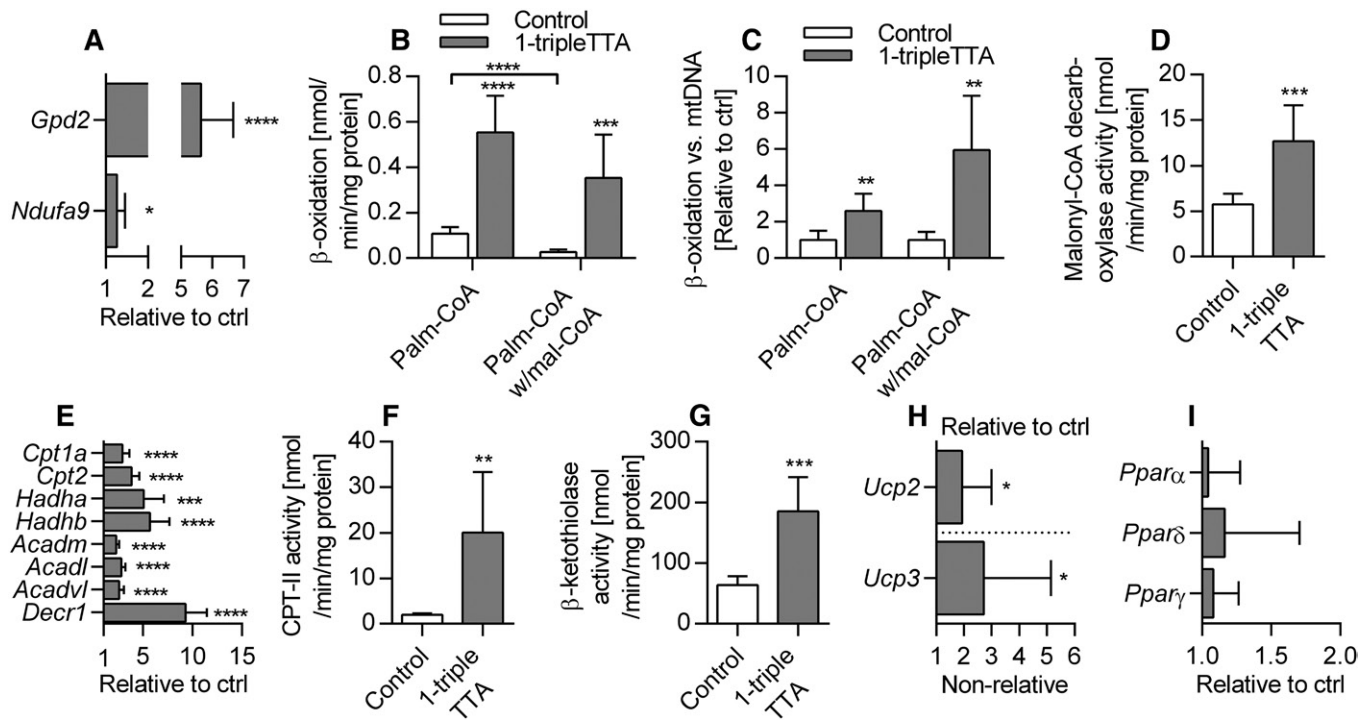 A
Gpd2
****
Ndufa9
*
1 2 5 6 7
Relative to ctrl
B
Control
1-tripleTTA
β-oxidation [nmol/
min/mg protein]
0.8
0.6
0.4
0.2
0.0
****
****
***
Palm-CoA
Palm-CoA
w/mal-CoA
C
Control
1-tripleTTA
β-oxidation vs. mtDNA
[Relative to ctrl]
10
8
6
4
2
0
**
**
Palm-CoA
Palm-CoA
w/mal-CoA
D
Malonyl-CoA decarb-
oxylase activity [nmol
/min/mg protein]
20
15
10
5
0
***
Control
1-triple
TTA
E
Cpt1a ****
Cpt2 ****
Hadha ***
Hadhb ****
Acadm ****
Acadl ****
Acadvl ****
Decr1 ****
1 5 10 15
Relative to ctrl
F
CPT-II activity [nmol
/min/mg protein]
40
30
20
10
0
**
Control
1-triple
TTA
G
β-ketothiolase
activity [nmol
/min/mg protein]
300
200
100
0
***
Control
1-triple
TTA
H
Relative to ctrl
Ucp2
*
Ucp3
*
1 2 3 4 5 6
Non-relative
I
Pparα
Pparδ
Pparγ
1.0 1.5 2.0
Relative to ctrl